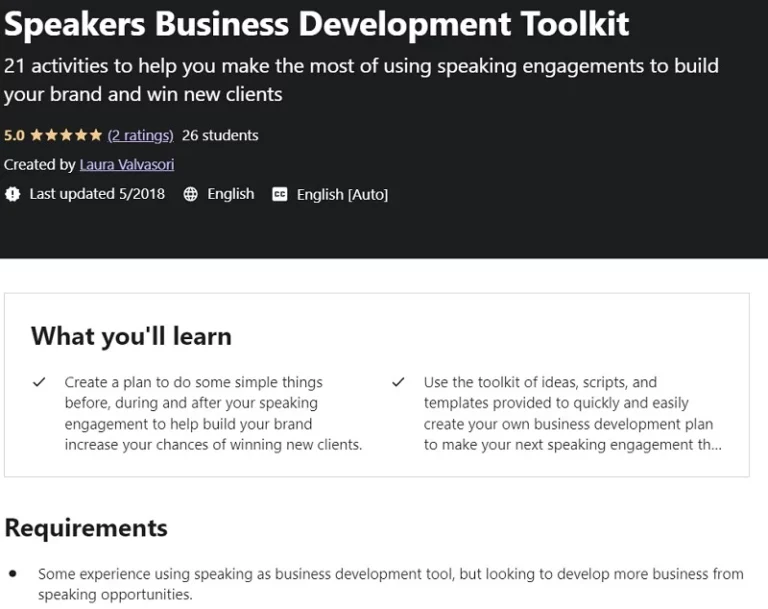 Speakers Business Development Toolkit
21 activities to help you make the most of using speaking engagements to build
your brand and win new clients
5.0 ★★★★★ (2 ratings) 26 students
Created by Laura Valvasori
Last updated 5/2018 English CC English [Auto]
What you'll learn
✓ Create a plan to do some simple things
before, during and after your speaking
engagement to help build your brand
increase your chances of winning new clients.
✓ Use the toolkit of ideas, scripts, and
templates provided to quickly and easily
create your own business development plan
to make your next speaking engagement th...
Requirements
• Some experience using speaking as business development tool, but looking to develop more business from
speaking opportunities.